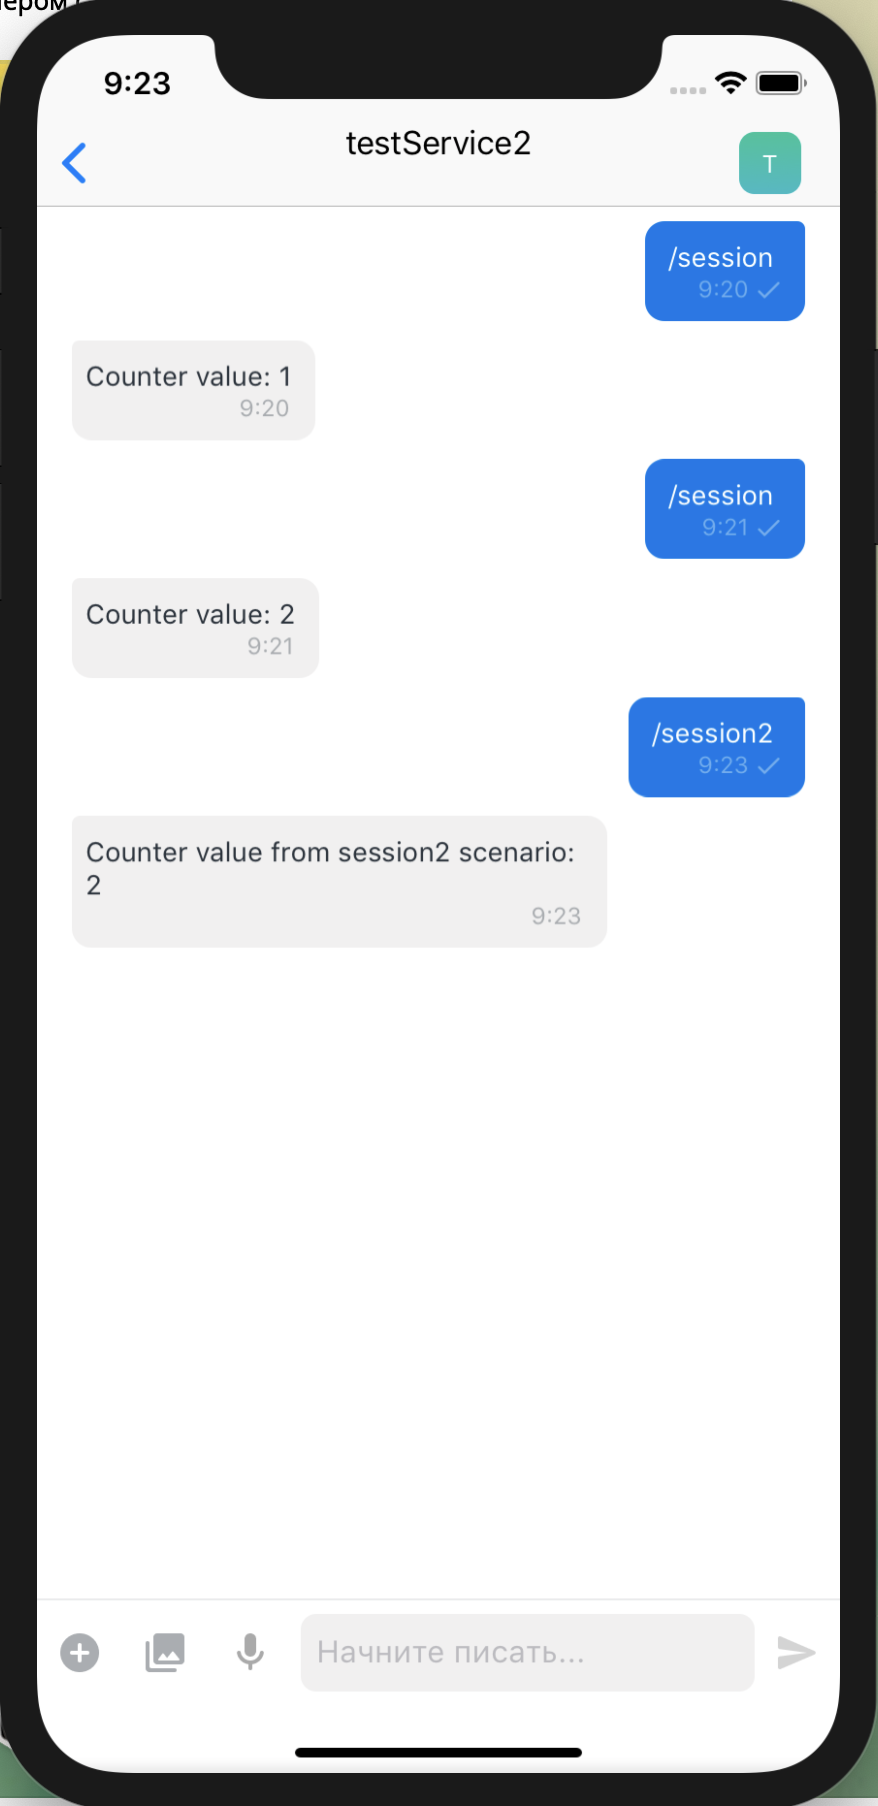 9:23
testService2
T
/session
9:20
Counter value: 1
9:20
/session
9:21
Counter value: 2
9:21
/session2
9:23
Counter value from session2 scenario:
2
9:23
Начните писать...